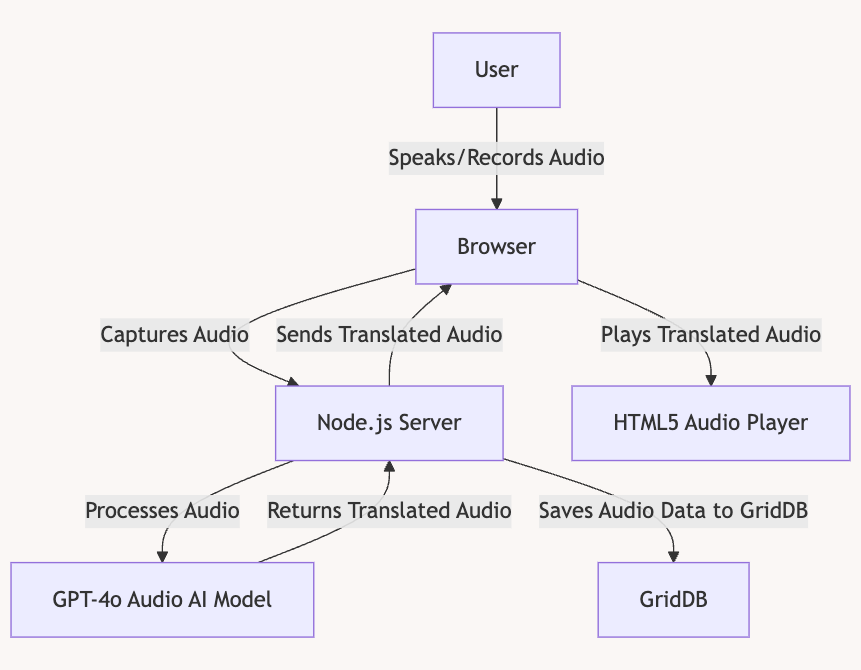 User
Speaks/Records Audio
Browser
Captures Audio
Sends Translated Audio
Plays Translated Audio
Node.js Server
HTML5 Audio Player
Processes Audio
Returns Translated Audio
Saves Audio Data to GridDB
GPT-4o Audio AI Model
GridDB